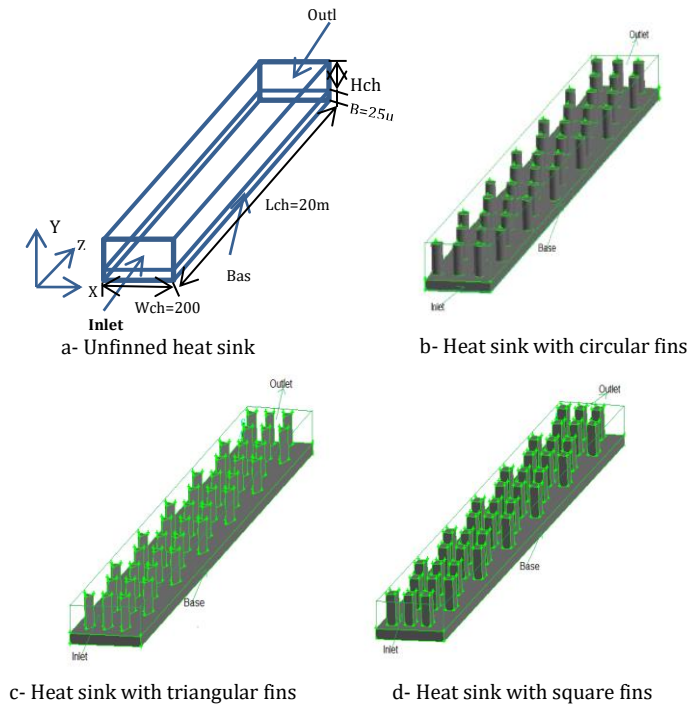 Outl
Hch
B=25u
Lch=20m
Y
Z
X
Bas
Wch=200
Inlet
a- Unfinned heat sink
Outlet
Base
Inlet
b- Heat sink with circular fins
Outlet
Base
Inlet
c- Heat sink with triangular fins
Outlet
Base
Inlet
d- Heat sink with square fins